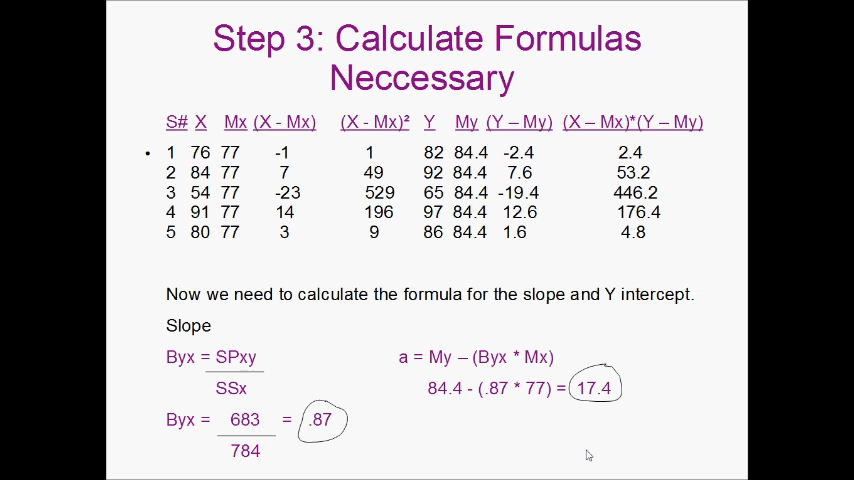 Step 3: Calculate Formulas
Neccessary
S# X Mx (X - Mx) (X - Mx)² Y My (Y – My) (X – Mx)*(Y – My)
• 1 76 77 -1 1 82 84.4 -2.4 2.4
2 84 77 7 49 92 84.4 7.6 53.2
3 54 77 -23 529 65 84.4 -19.4 446.2
4 91 77 14 196 97 84.4 12.6 176.4
5 80 77 3 9 86 84.4 1.6 4.8
Now we need to calculate the formula for the slope and Y intercept.
Slope
Byx = SPxy a = My – (Byx * Mx)
SSx 84.4 - (.87 * 77) = 17.4
Byx = 683 = .87
784